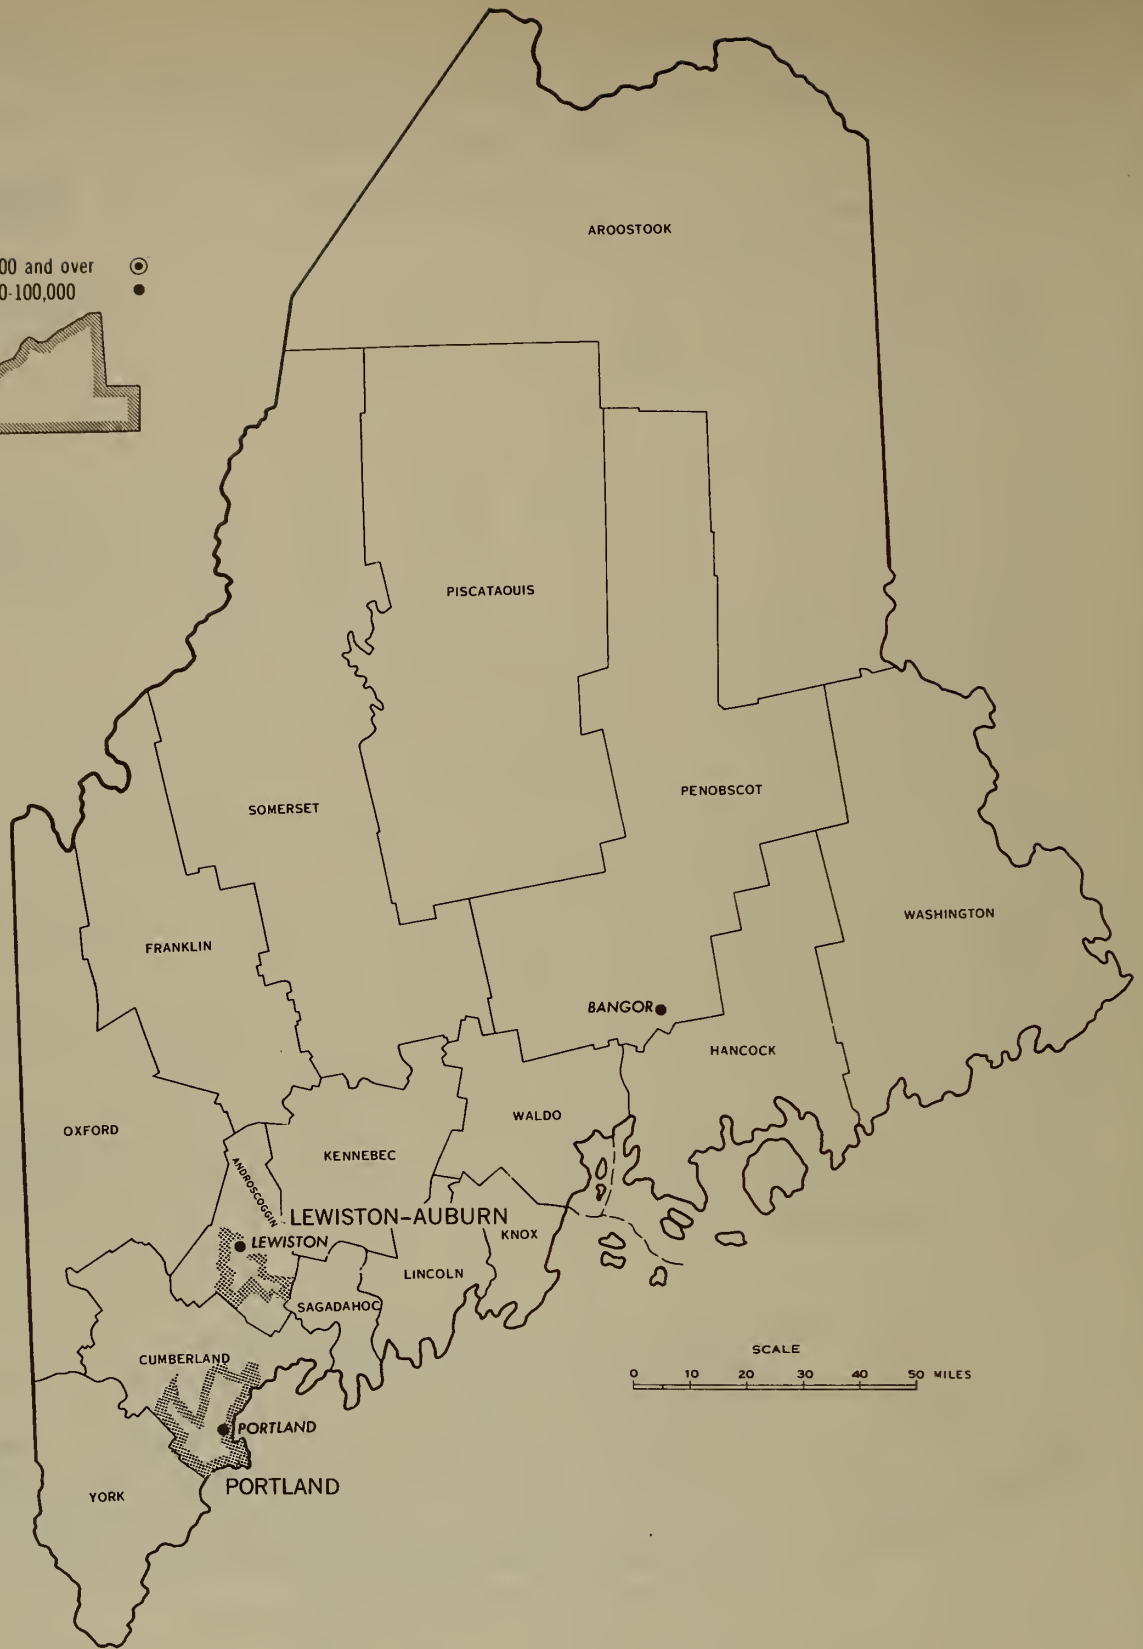 AROOSTOOK
00 and over
0-100,000
PISCATAOUIS
PENOBSCOT
SOMERSET
WASHINGTON
FRANKLIN
BANGOR
HANCOCK
WALDO
OXFORD
KENNEBEC
ANDROSCOGGIN
LEWISTON-AUBURN
KNOX
LEWISTON
LINCOLN
SAGADAHOC
SCALE
CUMBERLAND
0 10 20 30 40 50 MILES
PORTLAND
PORTLAND
YORK